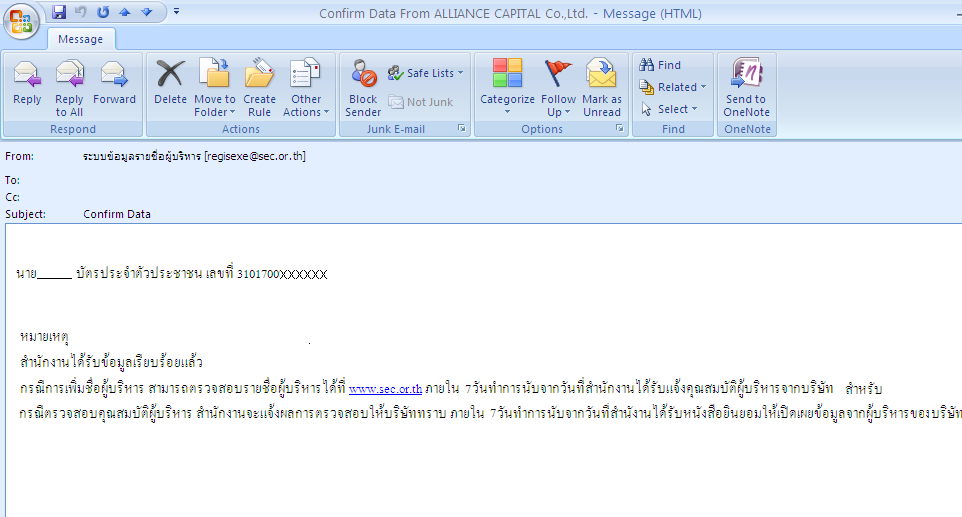 Confirm Data From ALLIANCE CAPITAL Co.,Ltd. - Message (HTML)
Message
Reply
Reply to All
Forward
Respond
Delete
Move to Folder
Create Rule
Other Actions
Actions
Block Sender
Safe Lists
Not Junk
Junk E-mail
Categorize
Follow Up
Mark as Unread
Options
Find
Related
Select
Find
Send to OneNote
OneNote
From: ระบบข้อมูลรายชื่อผู้บริหาร [regisexe@sec.or.th]
To:
Cc:
Subject: Confirm Data
นาย______ บัตรประจำตัวประชาชน เลขที่ 3101700XXXXXX
หมายเหตุ
สำนักงานได้รับข้อมูลเรียบร้อยแล้ว
กรณีการเพิ่มชื่อผู้บริหาร สามารถตรวจสอบรายชื่อผู้บริหารได้ที่ www.sec.or.th ภายใน 7วันทำการนับจากวันที่สำนักงานได้รับแจ้งคุณสมบัติผู้บริหารจากบริษัท สำหรับ
กรณีตรวจสอบคุณสมบัติผู้บริหาร สำนักงานจะแจ้งผลการตรวจสอบให้บริษัททราบ ภายใน 7วันทำการนับจากวันที่สำนังานได้รับหนังสือยินยอมให้เปิดเผยข้อมูลจากผู้บริหารของบริษัท